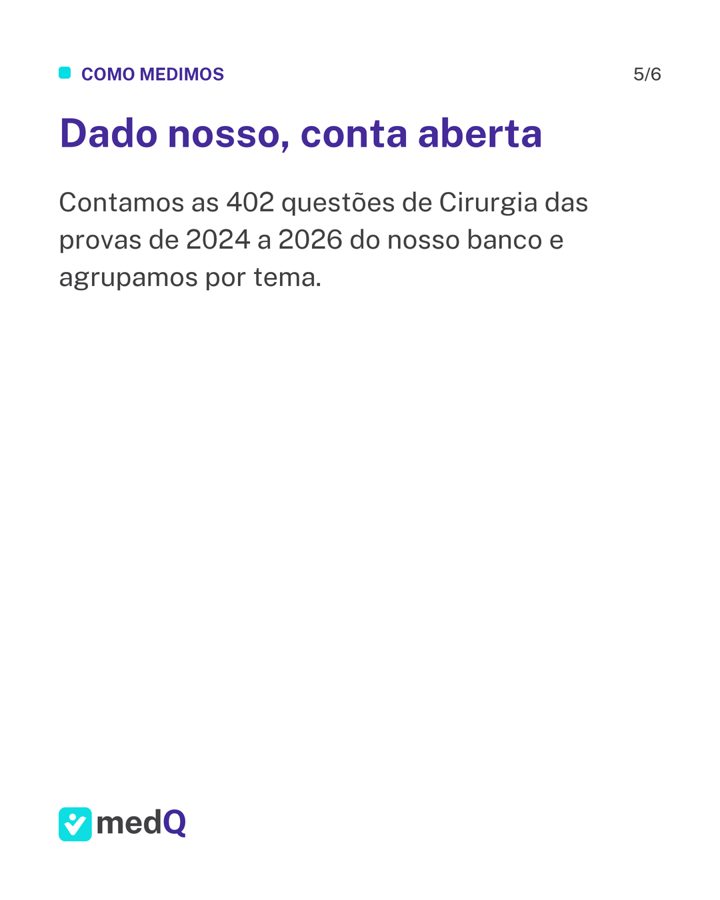 COMO MEDIMOS
5/6
Dado nosso, conta aberta
Contamos as 402 questões de Cirurgia das
provas de 2024 a 2026 do nosso banco e
agrupamos por tema.
medQ